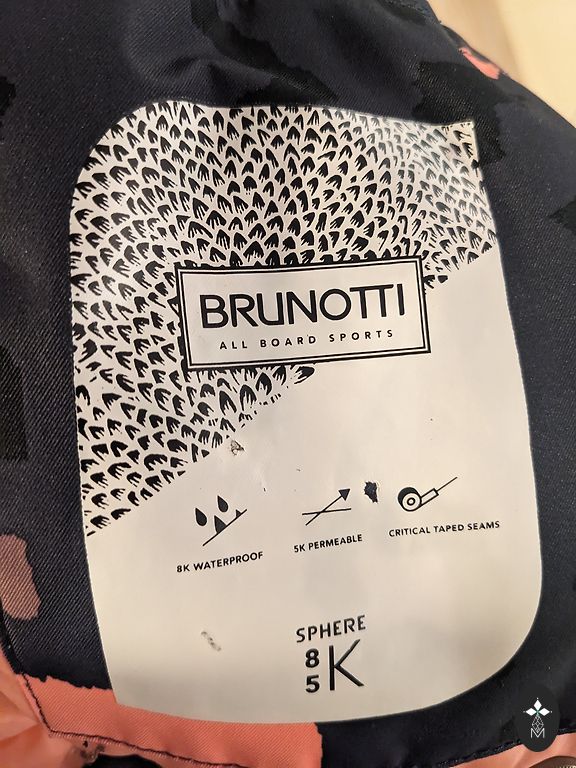 BRUNOTTI
ALL BOARD SPORTS
8K WATERPROOF
5K PERMEABLE
CRITICAL TAPED SEAMS
SPHERE
8
5 K
M